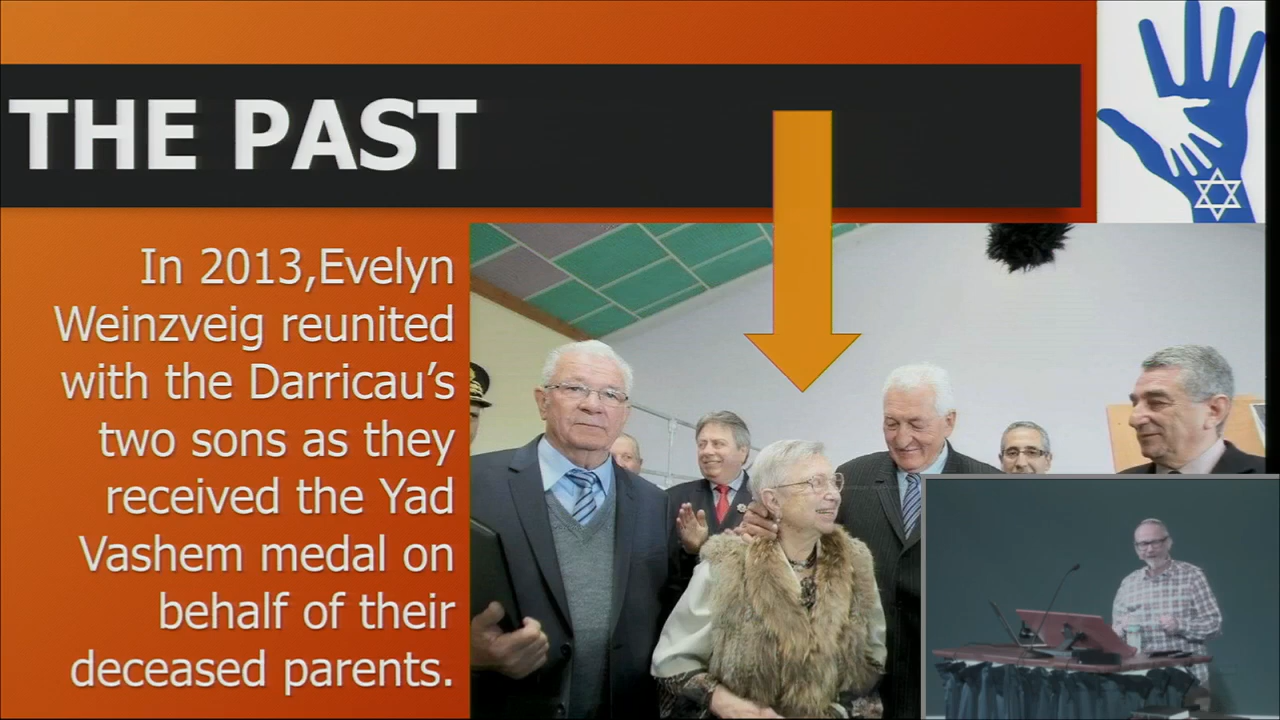 THE PAST
In 2013,Evelyn
Weinzveig reunited
with the Darricau’s
two sons as they
received the Yad
Vashem medal on
behalf of their
deceased parents.